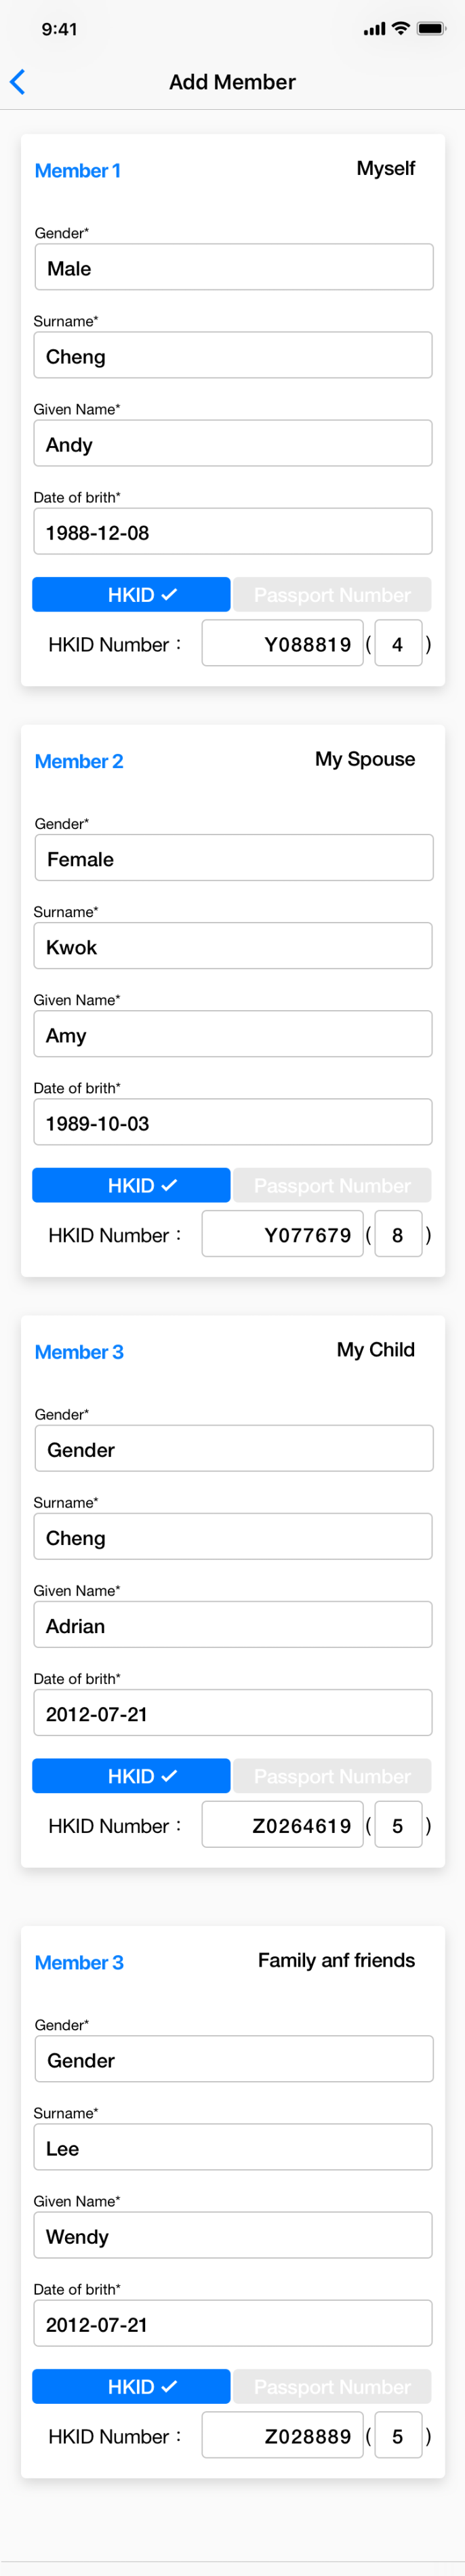 9:41
Add Member
Member 1 Myself
Gender*
Male
Surname*
Cheng
Given Name*
Andy
Date of brith*
1988-12-08
HKID ✓ Passport Number
HKID Number : Y088819 ( 4 )
Member 2 My Spouse
Gender*
Female
Surname*
Kwok
Given Name*
Amy
Date of brith*
1989-10-03
HKID ✓ Passport Number
HKID Number : Y077679 ( 8 )
Member 3 My Child
Gender*
Gender
Surname*
Cheng
Given Name*
Adrian
Date of brith*
2012-07-21
HKID ✓ Passport Number
HKID Number : Z0264619 ( 5 )
Member 3 Family anf friends
Gender*
Gender
Surname*
Lee
Given Name*
Wendy
Date of brith*
2012-07-21
HKID ✓ Passport Number
HKID Number : Z028889 ( 5 )